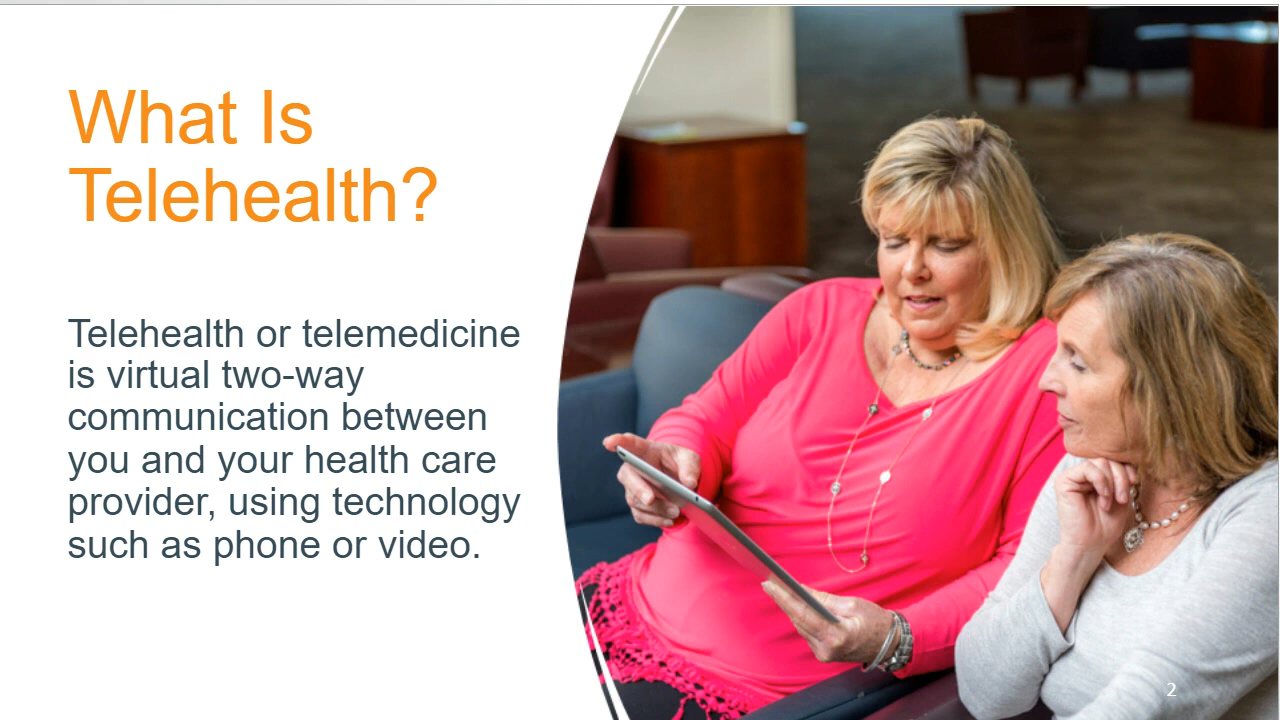 What Is
Telehealth?
Telehealth or telemedicine
is virtual two-way
communication between
you and your health care
provider, using technology
such as phone or video.
2